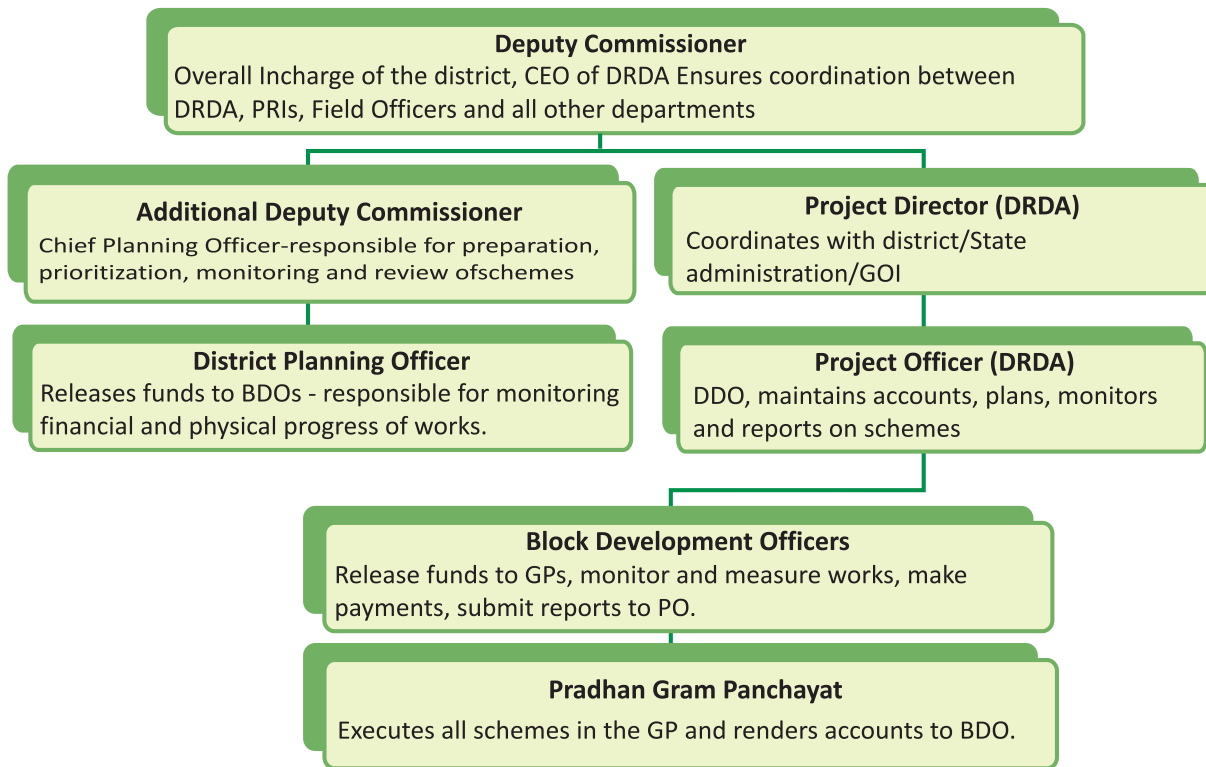 Deputy Commissioner
Overall Incharge of the district, CEO of DRDA Ensures coordination between
DRDA, PRIs, Field Officers and all other departments
Additional Deputy Commissioner
Chief Planning Officer-responsible for preparation,
prioritization, monitoring and review ofschemes
Project Director (DRDA)
Coordinates with district/State
administration/GOI
District Planning Officer
Releases funds to BDOs - responsible for monitoring
financial and physical progress of works.
Project Officer (DRDA)
DDO, maintains accounts, plans, monitors
and reports on schemes
Block Development Officers
Release funds to GPs, monitor and measure works, make
payments, submit reports to PO.
Pradhan Gram Panchayat
Executes all schemes in the GP and renders accounts to BDO.